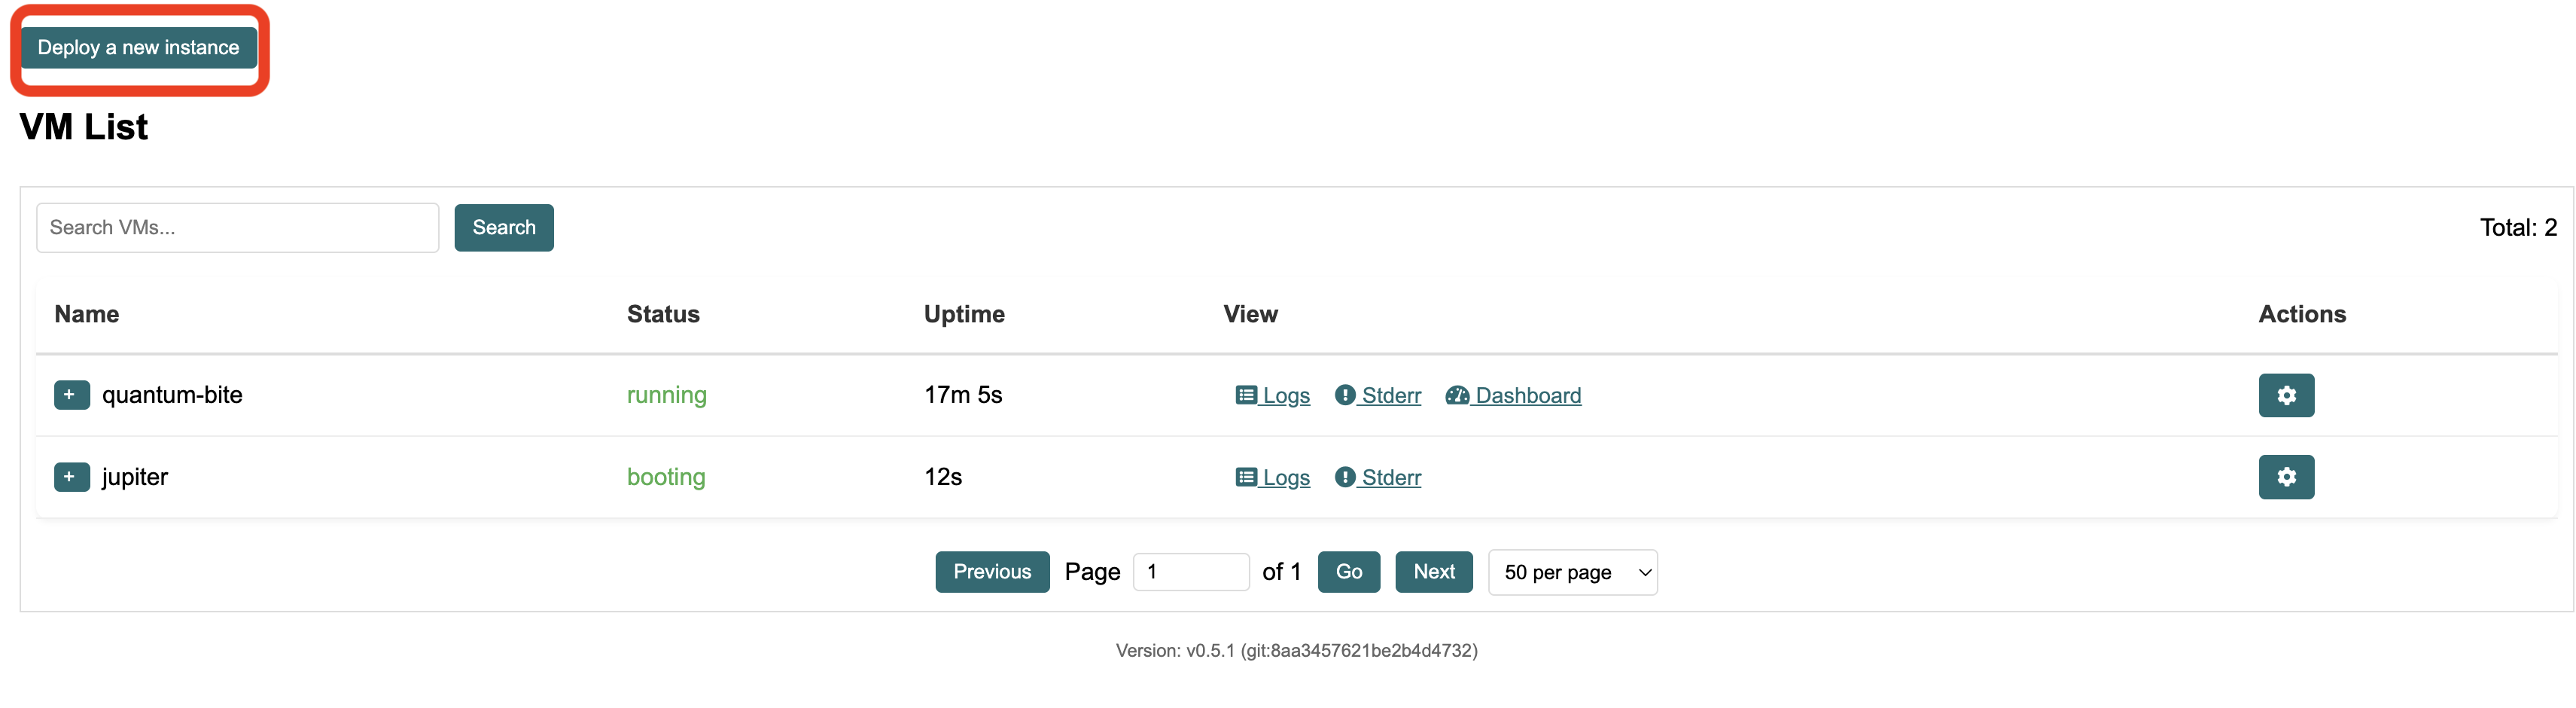 Deploy a new instance
VM List
Search VMs...
Search
Total: 2
Name Status Uptime View Actions
+ quantum-bite running 17m 5s Logs Stderr Dashboard
+ jupiter booting 12s Logs Stderr
Previous Page 1 of 1 Go Next 50 per page
Version: v0.5.1 (git:8aa3457621be2b4d4732)